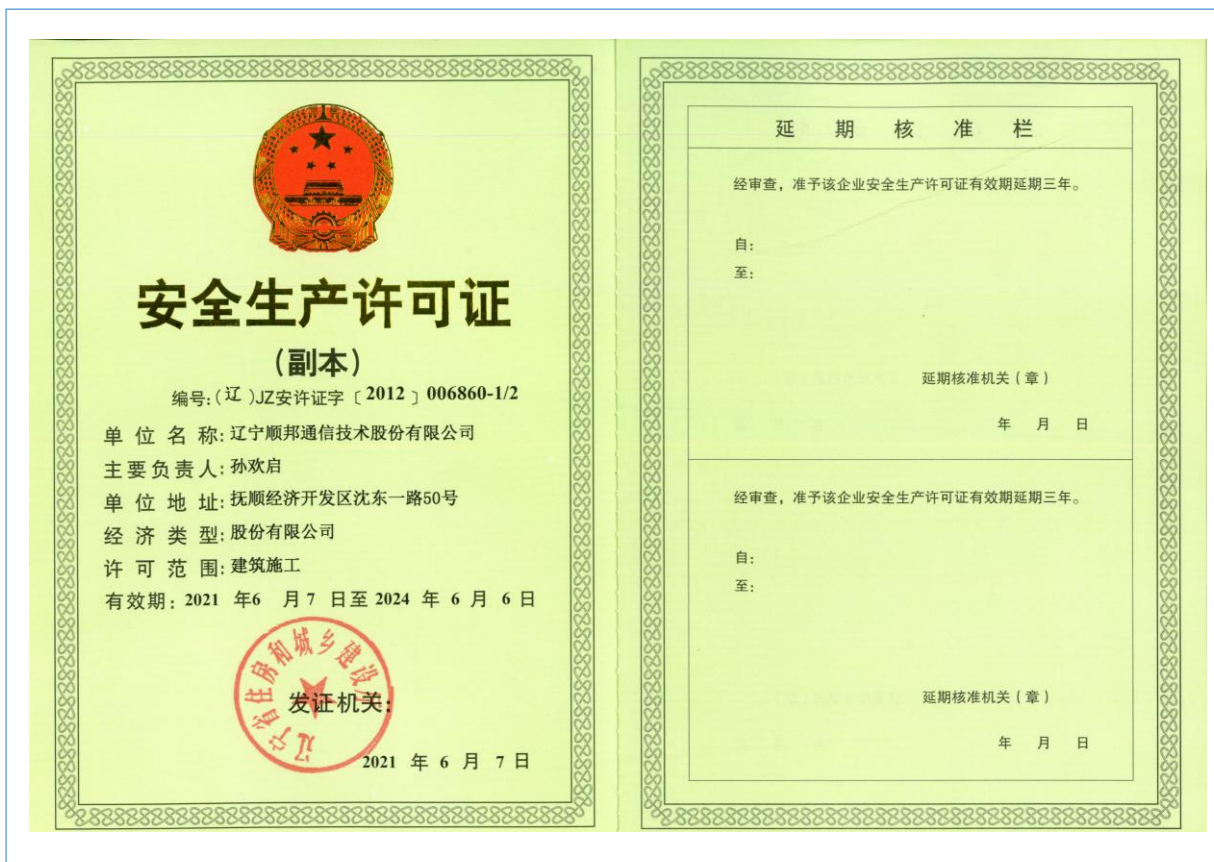 安全生产许可证
(副本)
编号:(辽)JZ安许证字〔2012〕006860-1/2
单位名称:辽宁顺邦通信技术股份有限公司
主要负责人:孙欢启
单位地址:抚顺经济开发区沈东一路50号
经济类型:股份有限公司
许可范围:建筑施工
有效期:2021 年6 月7 日至2024 年 6 月 6 日
辽宁省住房和城乡建设厅
发证机关:
2021 年 6 月 7 日
延期核准栏
经审查，准予该企业安全生产许可证有效期延期三年。
自:
至:
延期核准机关(章)
年 月 日
经审查，准予该企业安全生产许可证有效期延期三年。
自:
至:
延期核准机关(章)
年 月 日